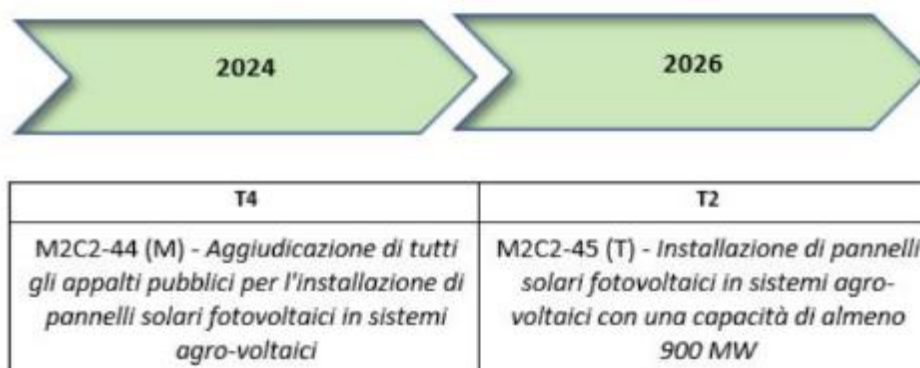 2024
2026
T4
T2
M2C2-44 (M) - Aggiudicazione di tutti
gli appalti pubblici per l'installazione di
pannelli solari fotovoltaici in sistemi
agro-voltaici
M2C2-45 (T) - Installazione di pannelli
solari fotovoltaici in sistemi agro-
voltaici con una capacità di almeno
900 MW